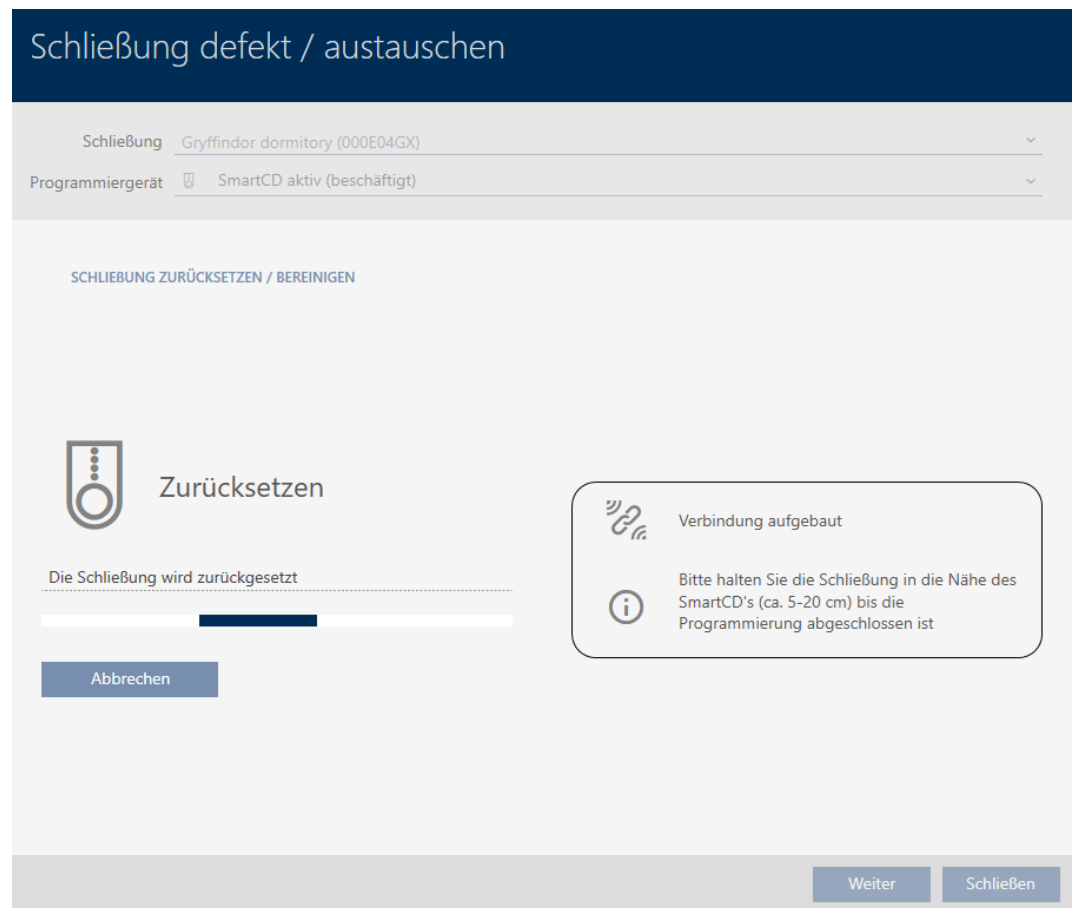 Schließung defekt / austauschen
Schließung Gryffindor dormitory (000E04GX)
Programmiergerät SmartCD aktiv (beschäftigt)
SCHLIEßUNG ZURÜCKSETZEN / BEREINIGEN
Zurücksetzen
Die Schließung wird zurückgesetzt
Abbrechen
Verbindung aufgebaut
Bitte halten Sie die Schließung in die Nähe des
SmartCD's (ca. 5-20 cm) bis die
Programmierung abgeschlossen ist
Weiter
Schließen